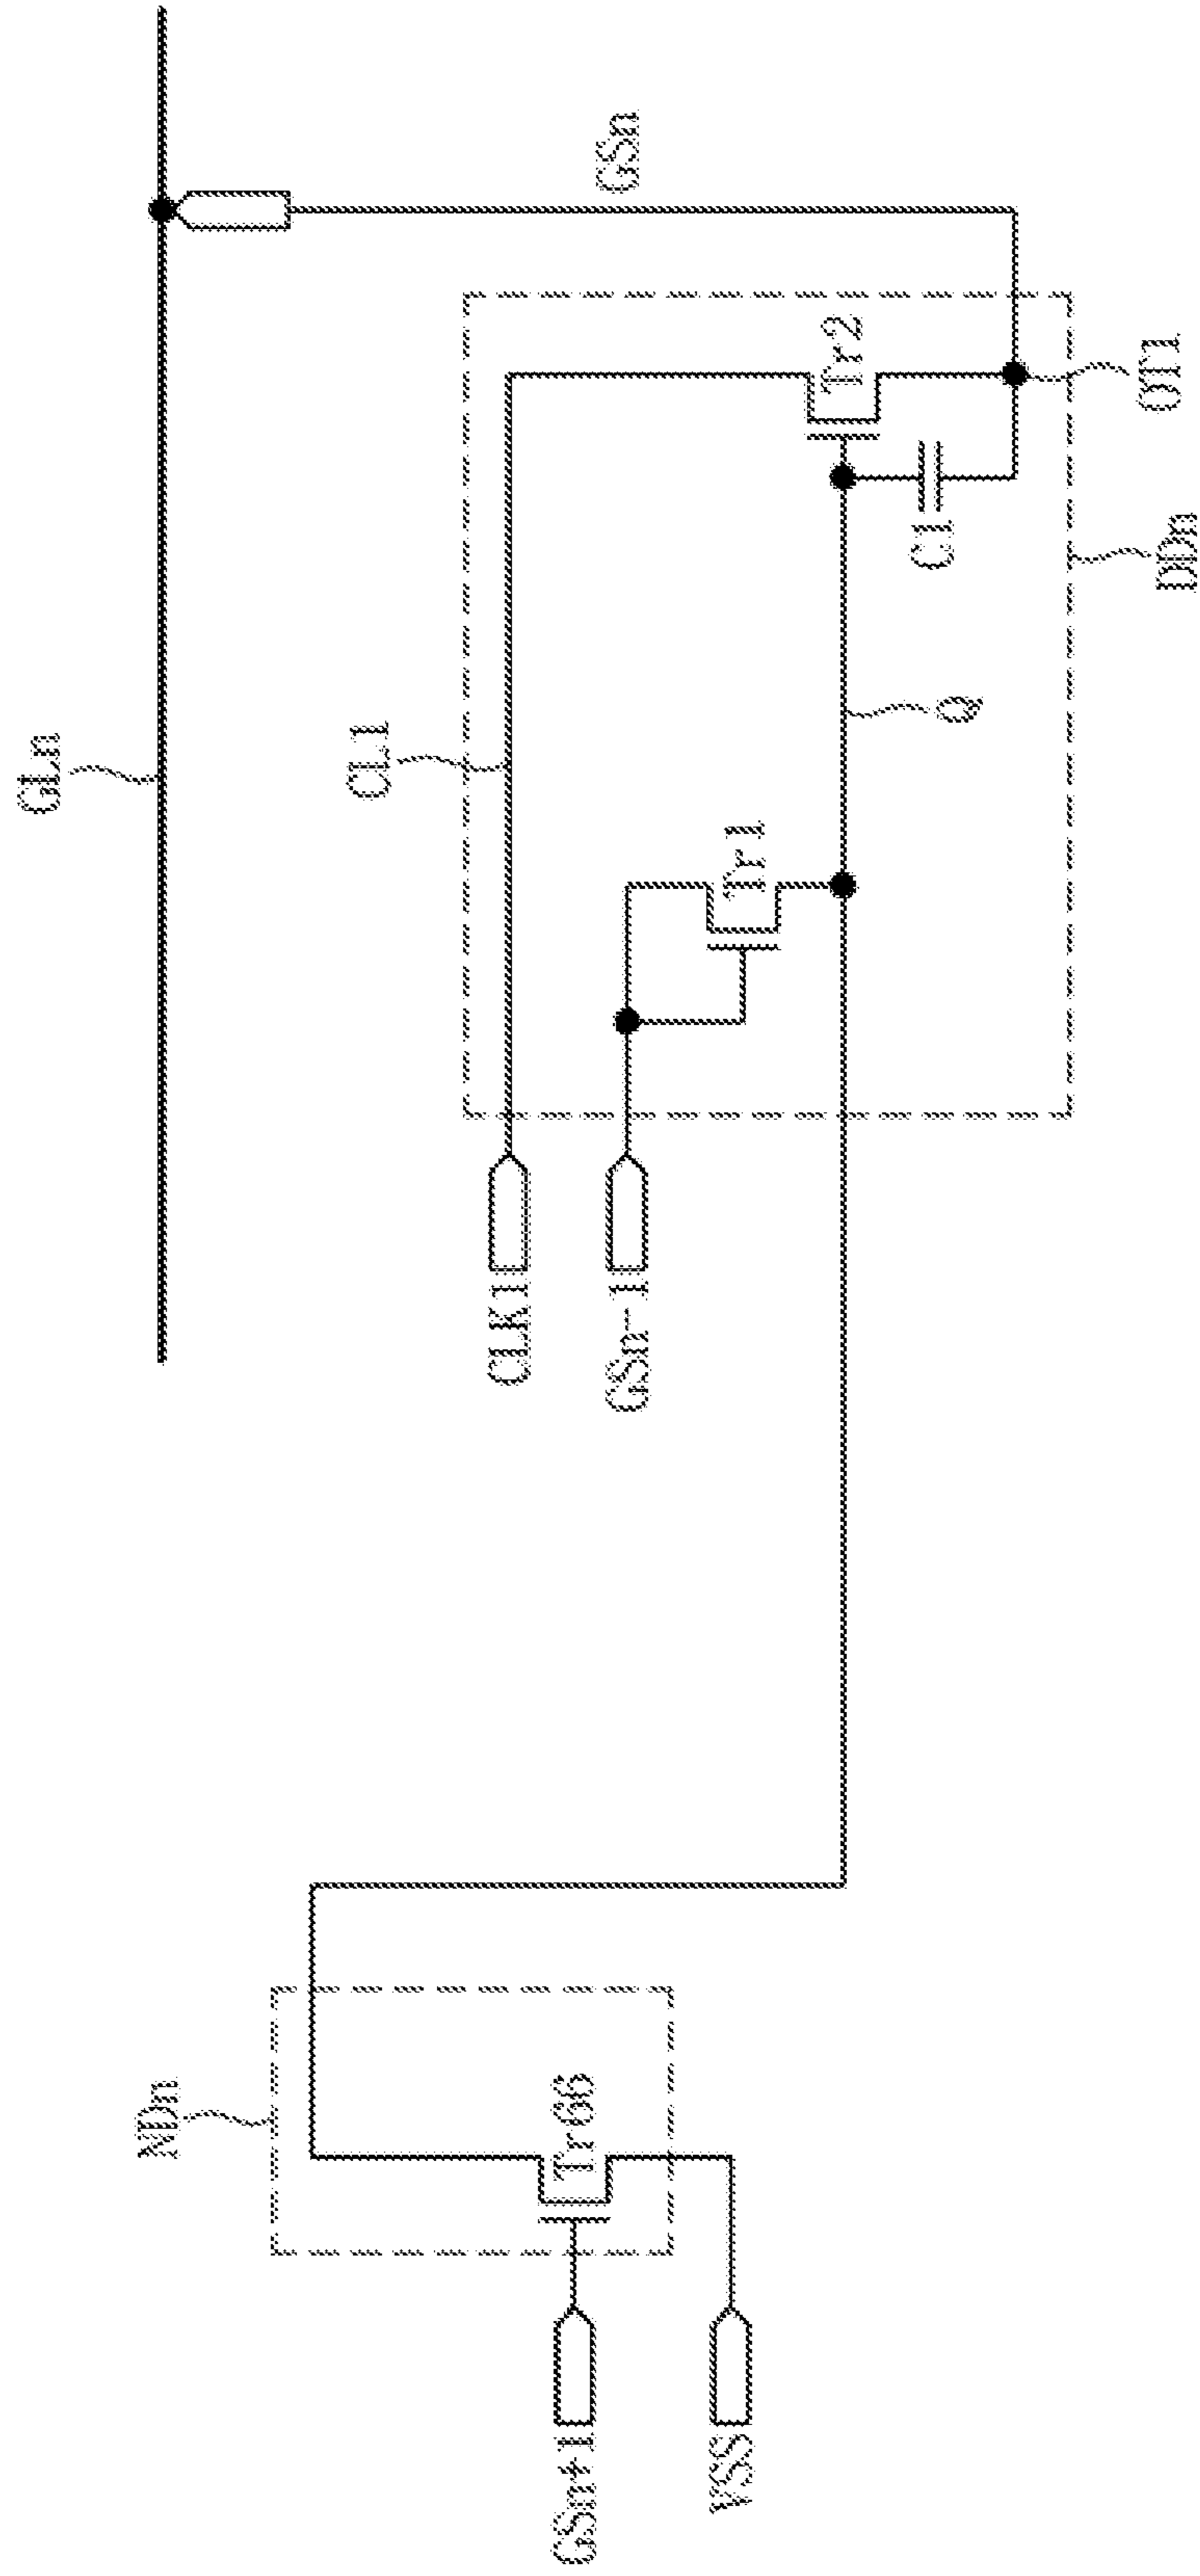 GLn
GSn
CL1
Tr2
OT1
C1
DDn
Q
Tr1
CLK1
GSn-1
NDn
Tr66
GSn+1
VSS